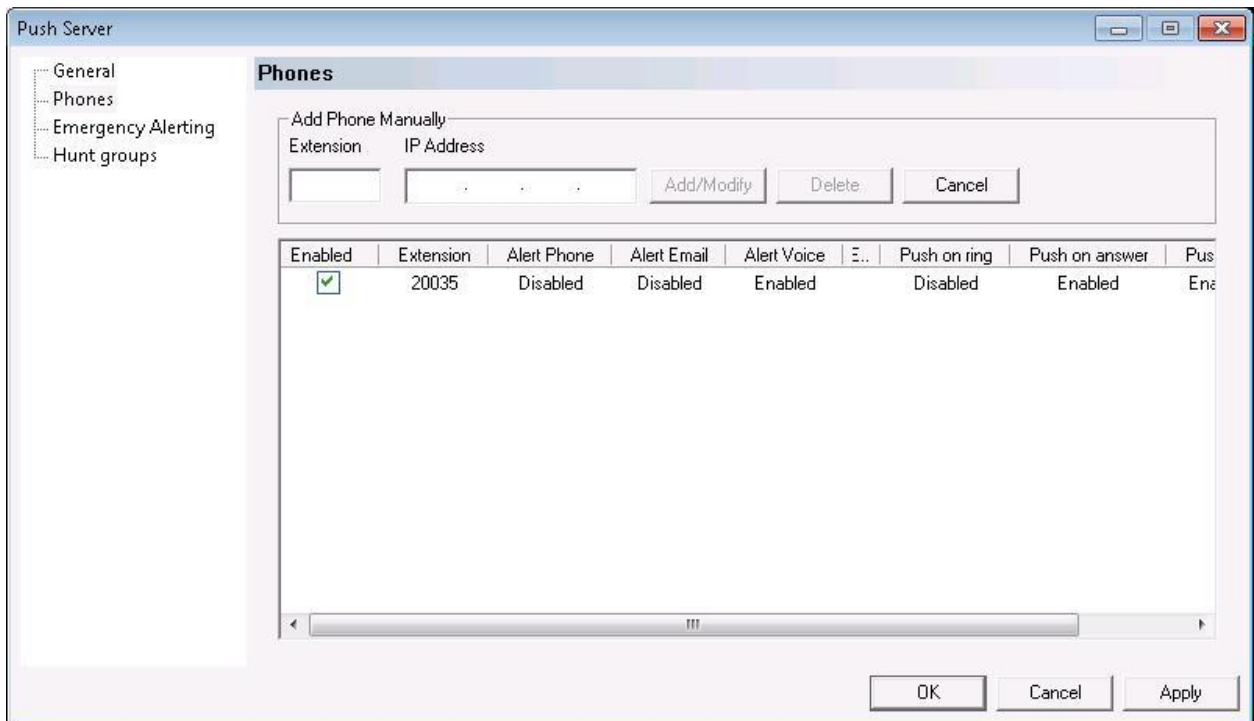 Push Server
General
Phones
Emergency Alerting
Hunt groups
Phones
Add Phone Manually
Extension IP Address
. . . Add/Modify Delete Cancel
Enabled Extension Alert Phone Alert Email Alert Voice E... Push on ring Push on answer Pus
20035 Disabled Disabled Enabled Disabled Enabled Ena
OK Cancel Apply